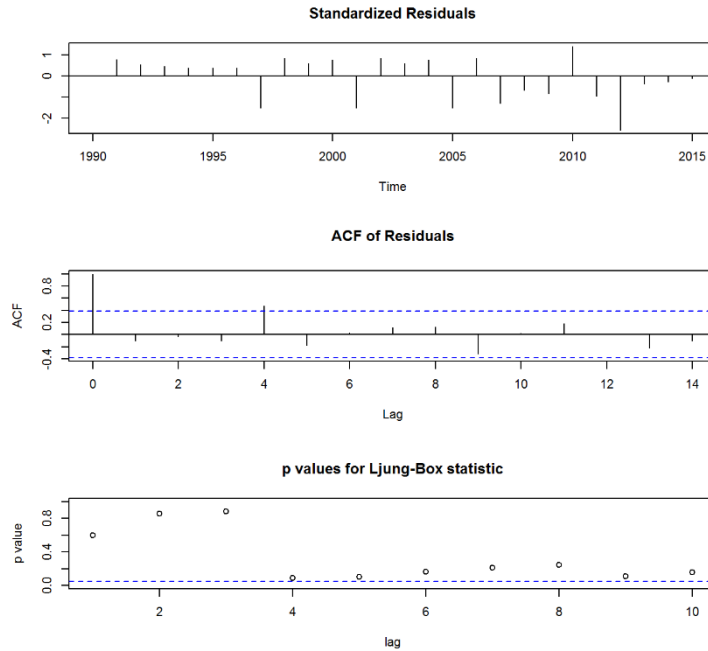 Standardized Residuals
1
0
-2
1990 1995 2000 2005 2010 2015
Time
ACF of Residuals
ACF
0.8
0.2
-0.4
0 2 4 6 8 10 12 14
Lag
p values for Ljung-Box statistic
p value
0.8
0.4
0.0
2 4 6 8 10
lag